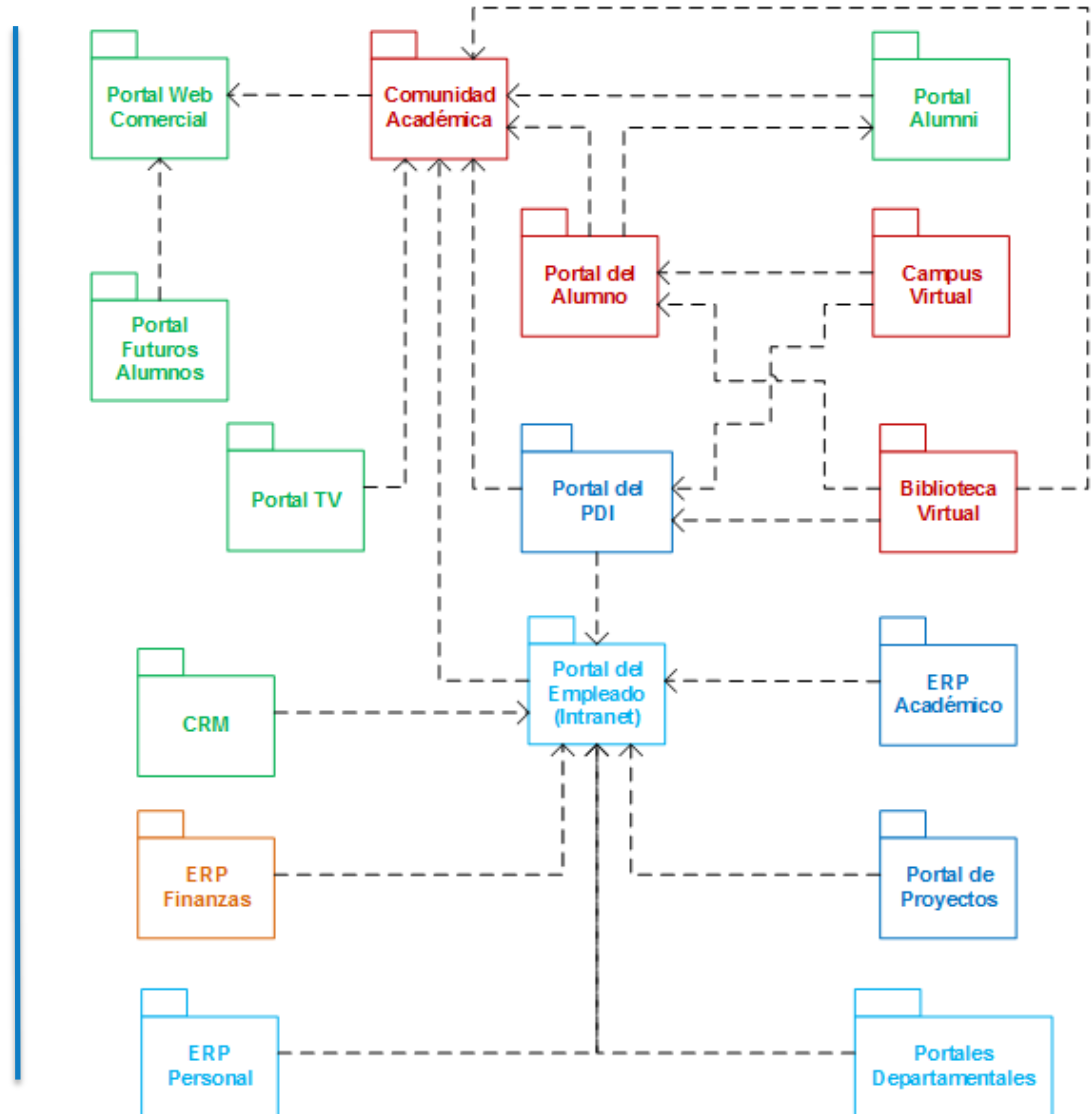 Portal Web
Comercial
Comunidad
Académica
Portal
Alumni
Portal del
Alumno
Campus
Virtual
Portal
Futuros
Alumnos
Portal TV
Portal del
PDI
Biblioteca
Virtual
Portal del
Empleado
(Intranet)
ERP
Académico
CRM
ERP
Finanzas
Portal de
Proyectos
ERP
Personal
Portales
Departamentales